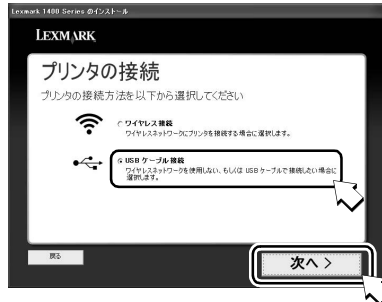 Lexmark 1400 Series のインストール
LEXMARK
プリンタの接続
プリンタの接続方法を以下から選択してください
ワイヤレス接続
ワイヤレスネットワークにプリンタを接続する場合に選択します。
USB ケーブル接続
ワイヤレスネットワークを使用しない、もしくは USB ケーブルで接続したい場合に
選択します。
戻る
次へ >